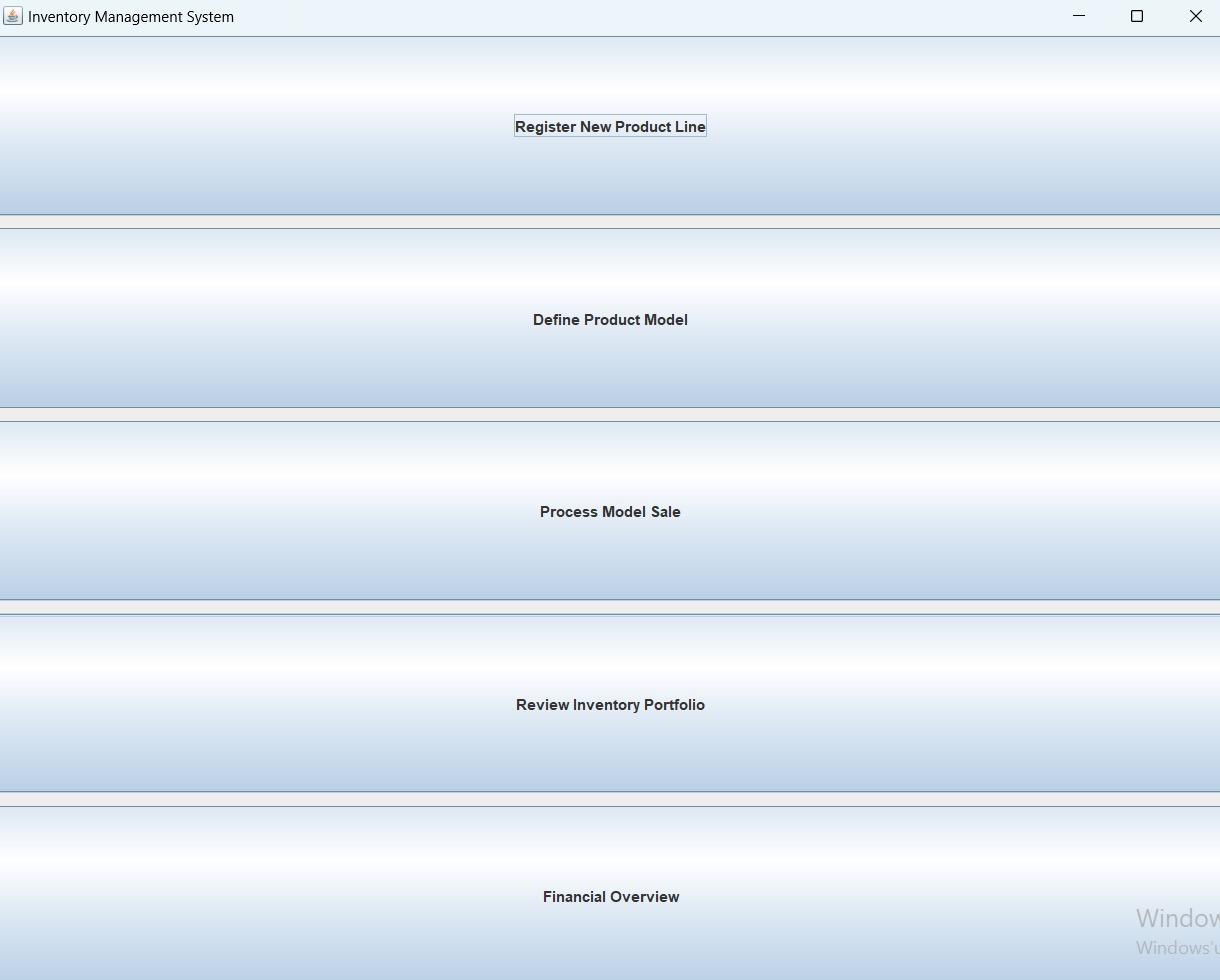 Inventory Management System
Register New Product Line
Define Product Model
Process Model Sale
Review Inventory Portfolio
Financial Overview